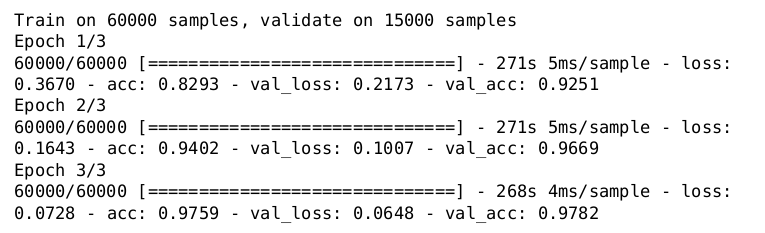 Train on 60000 samples, validate on 15000 samples
Epoch 1/3
60000/60000 [==============================] - 271s 5ms/sample - loss:
0.3670 - acc: 0.8293 - val_loss: 0.2173 - val_acc: 0.9251
Epoch 2/3
60000/60000 [==============================] - 271s 5ms/sample - loss:
0.1643 - acc: 0.9402 - val_loss: 0.1007 - val_acc: 0.9669
Epoch 3/3
60000/60000 [==============================] - 268s 4ms/sample - loss:
0.0728 - acc: 0.9759 - val_loss: 0.0648 - val_acc: 0.9782